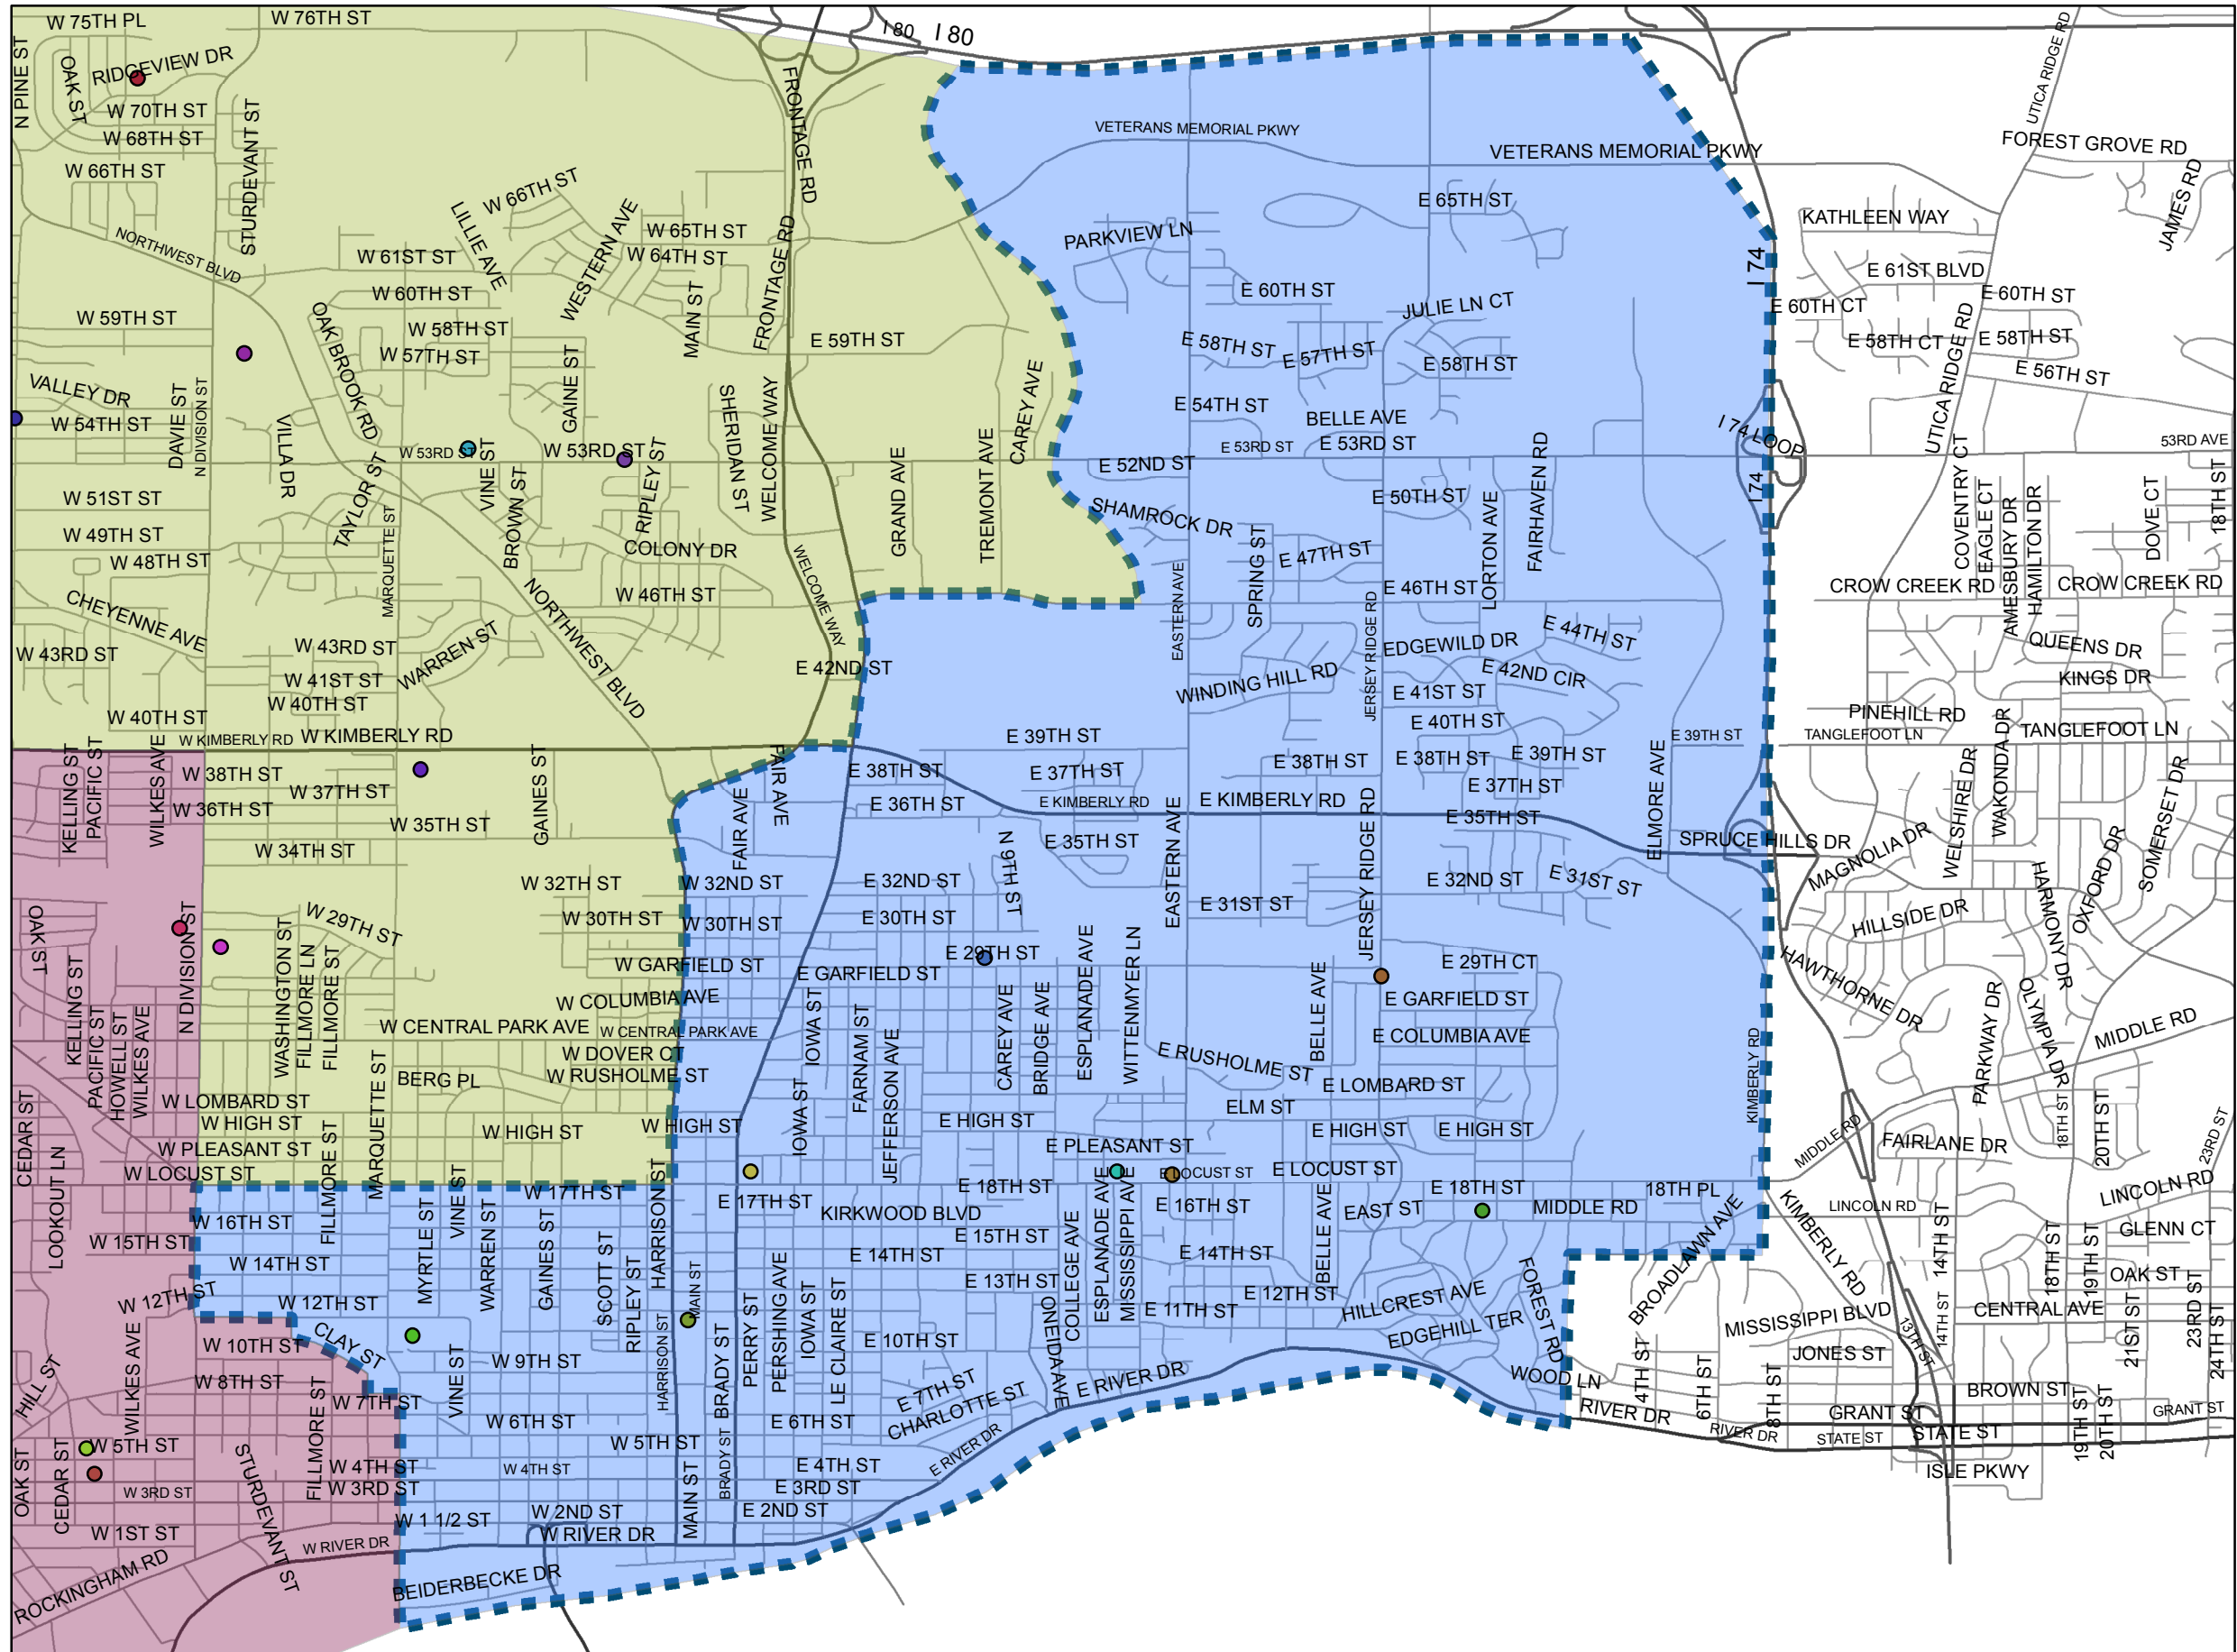 W 75TH PL
W 76TH ST
I 80
I 80
N PINE ST
OAK ST
RIDGEVIEW DR
W 70TH ST
W 68TH ST
W 66TH ST
STURDEVANT ST
NORTHWEST BLVD
FRONTAGE RD
VETERANS MEMORIAL PKWY
VETERANS MEMORIAL PKWY
UTICA RIDGE RD
FOREST GROVE RD
JAMES RD
W 66TH ST
LILLIE AVE
WESTERN AVE
W 65TH ST
W 64TH ST
W 61ST ST
W 60TH ST
W 58TH ST
W 57TH ST
MAIN ST
FRONTAGE RD
PARKVIEW LN
E 65TH ST
KATHLEEN WAY
I 74
E 61ST BLVD
E 60TH ST
E 60TH CT
E 58TH CT
E 58TH ST
E 56TH ST
UTICA RIDGE RD
W 59TH ST
OAK BROOK RD
E 59TH ST
E 60TH ST
JULIE LN CT
E 58TH ST
E 57TH ST
E 58TH ST
VALLEY DR
W 54TH ST
DAVIE ST
N DIVISION ST
VILLA DR
GAINE ST
SHERIDAN ST
WELCOME WAY
CAREY AVE
E 54TH ST
BELLE AVE
E 53RD ST
E 53RD ST
I 74 LOOP
53RD AVE
W 53RD ST
W 53RD ST
VINE ST
BROWN ST
RIPLEY ST
GRAND AVE
TREMONT AVE
E 52ND ST
FAIRHAVEN RD
I 74
COVENTRY CT
EAGLE CT
AMESBURY DR
HAMILTON DR
DOVE CT
18TH ST
W 51ST ST
W 49TH ST
W 48TH ST
TAYLOR ST
MARQUETTE ST
COLONY DR
W 46TH ST
WELCOME WAY
SHAMROCK DR
SPRING ST
E 50TH ST
LORTON AVE
E 47TH ST
E 46TH ST
CROW CREEK RD
CROW CREEK RD
CHEYENNE AVE
W 43RD ST
W 43RD ST
W 41ST ST
W 40TH ST
W 40TH ST
WARREN ST
NORTHWEST BLVD
E 42ND ST
EASTERN AVE
JERSEY RIDGE RD
EDGEWILD DR
E 44TH ST
E 42ND CIR
WINDING HILL RD
E 41ST ST
E 40TH ST
QUEENS DR
KINGS DR
PINEHILL RD
TANGLEFOOT LN
TANGLEFOOT LN
WAKONDA DR
WELSHIRE DR
SOMERSET DR
W KIMBERLY RD
W KIMBERLY RD
KELLING ST
PACIFIC ST
WILKES AVE
W 38TH ST
W 37TH ST
W 36TH ST
W 35TH ST
W 34TH ST
GAINES ST
FAIR AVE
FAIR AVE
E 39TH ST
E 38TH ST
E 37TH ST
E 36TH ST
E KIMBERLY RD
E KIMBERLY RD
E 35TH ST
E 38TH ST
E 38TH ST
E 39TH ST
E 37TH ST
E 35TH ST
E 39TH ST
ELMORE AVE
SPRUCE HILLS DR
MAGNOLIA DR
HARMONY DR
OXFORD DR
HILLSIDE DR
HAWTHORNE DR
W 32TH ST
W 30TH ST
W 32ND ST
W 30TH ST
E 32ND ST
E 30TH ST
N 9TH ST
E 29TH ST
EASTERN AVE
E 31ST ST
JERSEY RIDGE RD
E 32ND ST
E 31ST ST
OAK ST
KELLING ST
PACIFIC ST
HOWELL ST
WILKES AVE
N DIVISION ST
WASHINGTON ST
FILLMORE LN
FILLMORE ST
W 29TH ST
W GARFIELD ST
W COLUMBIA AVE
W CENTRAL PARK AVE
W CENTRAL PARK AVE
W DOVER CT
W RUSHOLME ST
BERG PL
MARQUETTE ST
E GARFIELD ST
IOWA ST
FARNAM ST
JEFFERSON AVE
CAREY AVE
BRIDGE AVE
ESPLANADE AVE
WITTENMYER LN
E RUSHOLME ST
BELLE AVE
E 29TH CT
E GARFIELD ST
E COLUMBIA AVE
E LOMBARD ST
ELM ST
KIMBERLY RD
PARKWAY DR
OLYMPIA DR
MIDDLE RD
CEDAR ST
LOOKOUT LN
W LOMBARD ST
W HIGH ST
W PLEASANT ST
W LOCUST ST
W HIGH ST
W HIGH ST
IOWA ST
E HIGH ST
E PLEASANT ST
E HIGH ST
E HIGH ST
E LOCUST ST
E LOCUST ST
MIDDLE RD
FAIRLANE DR
18TH ST
20TH ST
23RD ST
LINCOLN RD
LINCOLN RD
W 17TH ST
W 16TH ST
W 15TH ST
W 14TH ST
W 12TH ST
W 12TH ST
FILLMORE ST
MYRTLE ST
VINE ST
WARREN ST
GAINES ST
SCOTT ST
RIPLEY ST
HARRISON ST
MAIN ST
E 17TH ST
KIRKWOOD BLVD
E 18TH ST
E 15TH ST
E 14TH ST
E 13TH ST
COLLEGE AVE
ESPLANADE AVE
MISSISSIPPI AVE
E 16TH ST
E 14TH ST
E 12TH ST
E 11TH ST
BELLE AVE
EAST ST
E 18TH ST
MIDDLE RD
18TH PL
BROADLAWN AVE
KIMBERLY RD
14TH ST
18TH ST
19TH ST
GLENN CT
OAK ST
CENTRAL AVE
MISSISSIPPI BLVD
JONES ST
13TH ST
14TH ST
21ST ST
23RD ST
24TH ST
HILL ST
WILKES AVE
CLAY ST
W 10TH ST
W 8TH ST
W 7TH ST
W 9TH ST
VINE ST
W 6TH ST
W 5TH ST
HARRISON ST
BRADY ST
PERRY ST
PERSHING AVE
IOWA ST
LE CLAIRE ST
E 10TH ST
ONEIDA AVE
E 7TH ST
CHARLOTTE ST
E 6TH ST
E RIVER DR
HILLCREST AVE
EDGEHILL TER
FOREST RD
WOOD LN
4TH ST
6TH ST
8TH ST
RIVER DR
RIVER DR
BROWN ST
GRANT ST
GRANT ST
STATE ST
STATE ST
19TH ST
20TH ST
ISLE PKWY
OAK ST
CEDAR ST
W 5TH ST
W 3RD ST
W 1ST ST
STURDEVANT ST
FILLMORE ST
W 4TH ST
W 3RD ST
W 4TH ST
W 2ND ST
W 1 1/2 ST
W RIVER DR
W RIVER DR
MAIN ST
BRADY ST
E 4TH ST
E 3RD ST
E 2ND ST
E RIVER DR
ROCKINGHAM RD
BEIDERBECKE DR